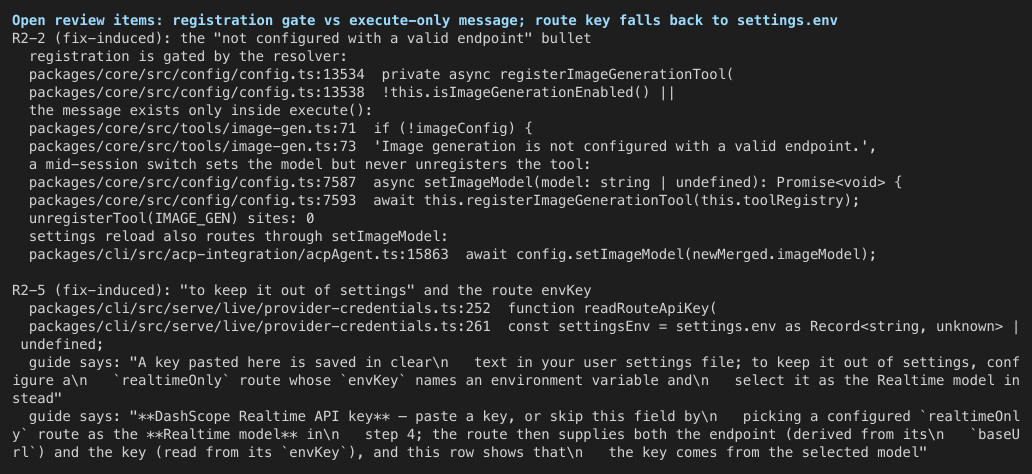 Open review items: registration gate vs execute-only message; route key falls back to settings.env
R2-2 (fix-induced): the "not configured with a valid endpoint" bullet
  registration is gated by the resolver:
  packages/core/src/config/config.ts:13534  private async registerImageGenerationTool(
  packages/core/src/config/config.ts:13538  !this.isImageGenerationEnabled() ||
  the message exists only inside execute():
  packages/core/src/tools/image-gen.ts:71  if (!imageConfig) {
  packages/core/src/tools/image-gen.ts:73  'Image generation is not configured with a valid endpoint.',
  a mid-session switch sets the model but never unregisters the tool:
  packages/core/src/config/config.ts:7587  async setImageModel(model: string | undefined): Promise<void> {
  packages/core/src/config/config.ts:7593  await this.registerImageGenerationTool(this.toolRegistry);
  unregisterTool(IMAGE_GEN) sites: 0
  settings reload also routes through setImageModel:
  packages/cli/src/acp-integration/acpAgent.ts:15863  await config.setImageModel(newMerged.imageModel);

R2-5 (fix-induced): "to keep it out of settings" and the route envKey
  packages/cli/src/serve/live/provider-credentials.ts:252  function readRouteApiKey(
  packages/cli/src/serve/live/provider-credentials.ts:261  const settingsEnv = settings.env as Record<string, unknown> |
 undefined;
  guide says: "A key pasted here is saved in clear\n   text in your user settings file; to keep it out of settings, conf
igure a\n   `realtimeOnly` route whose `envKey` names an environment variable and\n   select it as the Realtime model in
stead"
  guide says: "**DashScope Realtime API key** — paste a key, or skip this field by\n   picking a configured `realtimeOnl
y` route as the **Realtime model** in\n   step 4; the route then supplies both the endpoint (derived from its\n   `baseU
rl`) and the key (read from its `envKey`), and this row shows that\n   the key comes from the selected model"